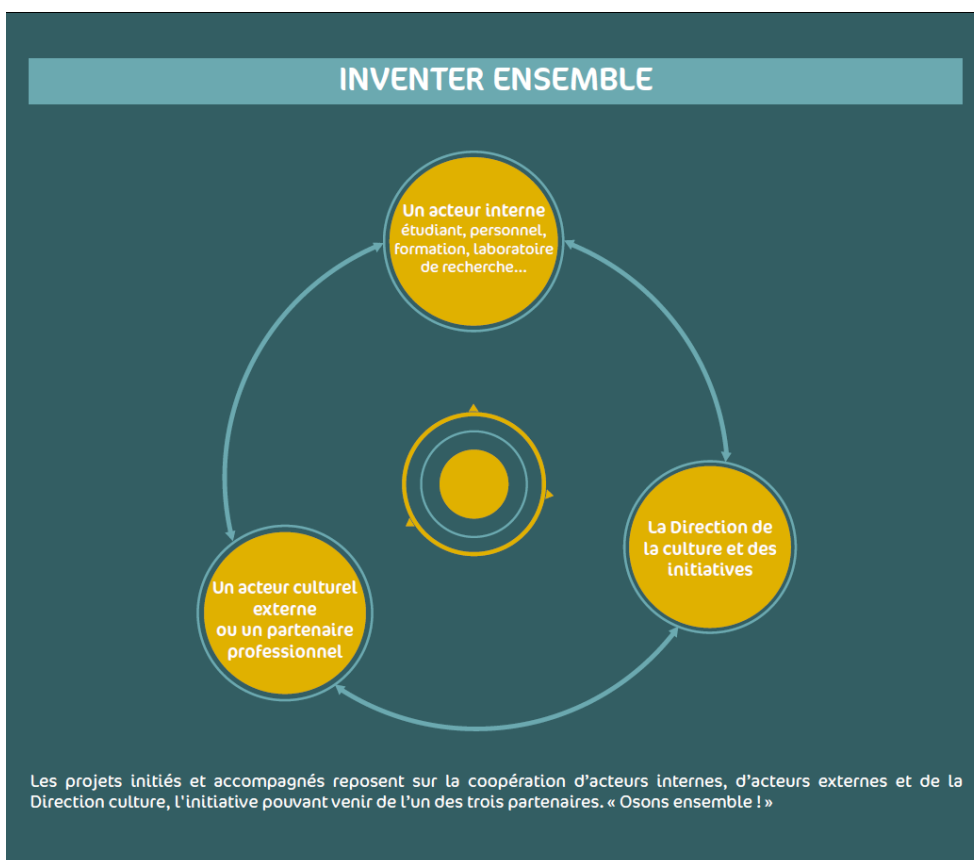 INVENTER ENSEMBLE
Un acteur interne
étudiant, personnel,
formation, laboratoire
de recherche...
La Direction de
la culture et des
initiatives
Un acteur culturel
externe
ou un partenaire
professionnel
Les projets initiés et accompagnés reposent sur la coopération d'acteurs internes, d'acteurs externes et de la
Direction culture, l'initiative pouvant venir de l'un des trois partenaires. « Osons ensemble ! »